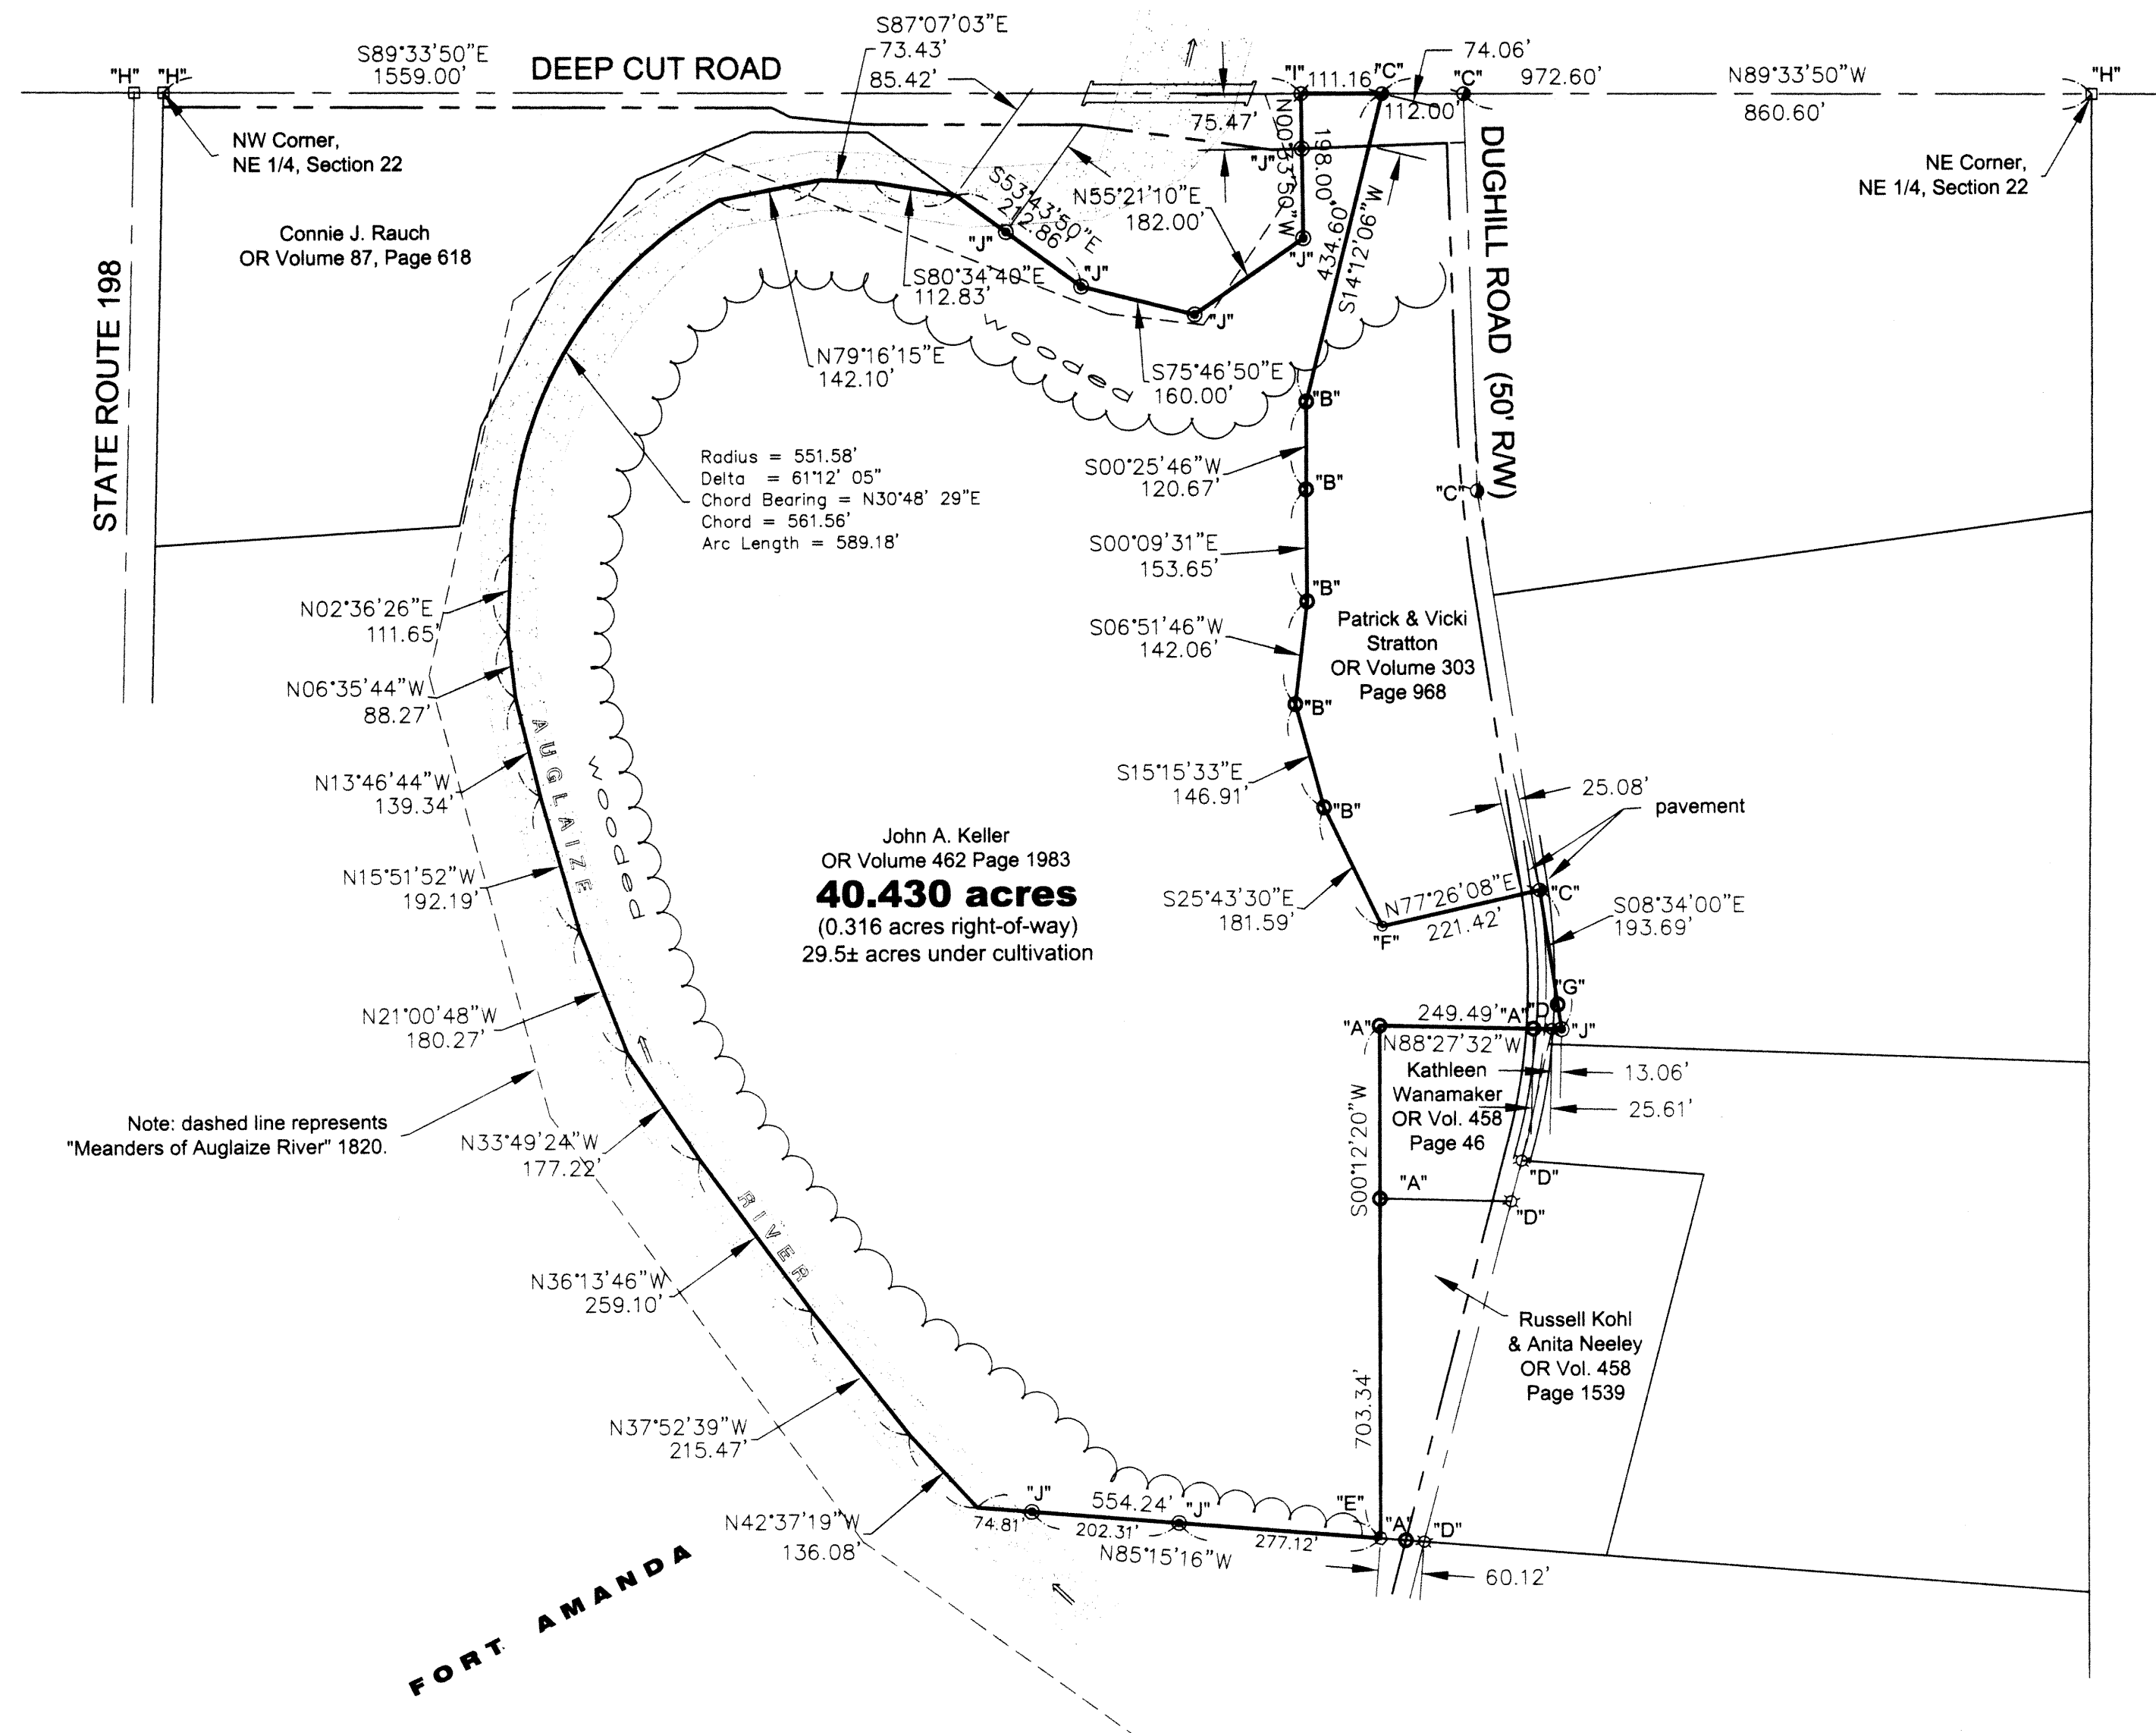 S87°07'03"E
73.43'
85.42'
S89°33'50"E
1559.00'
DEEP CUT ROAD
"H" "H"
"I" 111.16' "C"
74.06'
"C"
972.60'
N89°33'50"W
860.60'
"H"
112.00'
75.47'
NW Corner,
NE 1/4, Section 22
NE Corner,
NE 1/4, Section 22
Connie J. Rauch
OR Volume 87, Page 618
STATE ROUTE 198
DUGHILL ROAD (50' R/W)
"J"
N00°33'50"W
198.00'
434.60'
S14°12'06"W
S53°43'50"E
212.86'
N55°21'10"E
182.00'
"J"
"J"
"J"
"J"
S80°34'40"E
112.83'
N79°16'15"E
142.10'
wooded
S75°46'50"E
160.00'
"B"
Radius = 551.58'
Delta = 61°12' 05"
Chord Bearing = N30°48' 29"E
Chord = 561.56'
Arc Length = 589.18'
S00°25'46"W
120.67'
"B"
"C"
S00°09'31"E
153.65'
"B"
N02°36'26"E
111.65'
S06°51'46"W
142.06'
Patrick & Vicki
Stratton
OR Volume 303
Page 968
N06°35'44"W
88.27'
"B"
AUGLAIZE
wooded
N13°46'44"W
139.34'
S15°15'33"E
146.91'
"B"
25.08'
pavement
John A. Keller
OR Volume 462 Page 1983
40.430 acres
(0.316 acres right-of-way)
29.5± acres under cultivation
N15°51'52"W
192.19'
S25°43'30"E
181.59'
N77°26'08"E
221.42'
"C"
"F"
S08°34'00"E
193.69'
N21°00'48"W
180.27'
"G"
"A"
249.49'
"A"
"D"
"J"
N88°27'32"W
Kathleen
Wanamaker
OR Vol. 458
Page 46
13.06'
25.61'
Note: dashed line represents
"Meanders of Auglaize River" 1820.
N33°49'24"W
177.22'
S00°12'20"W
703.34'
"A"
"D"
"D"
RIVER
N36°13'46"W
259.10'
Russell Kohl
& Anita Neeley
OR Vol. 458
Page 1539
N37°52'39"W
215.47'
N42°37'19"W
136.08'
"J"
554.24'
"J"
"E"
"A"
"D"
74.81'
202.31'
277.12'
N85°15'16"W
60.12'
FORT AMANDA